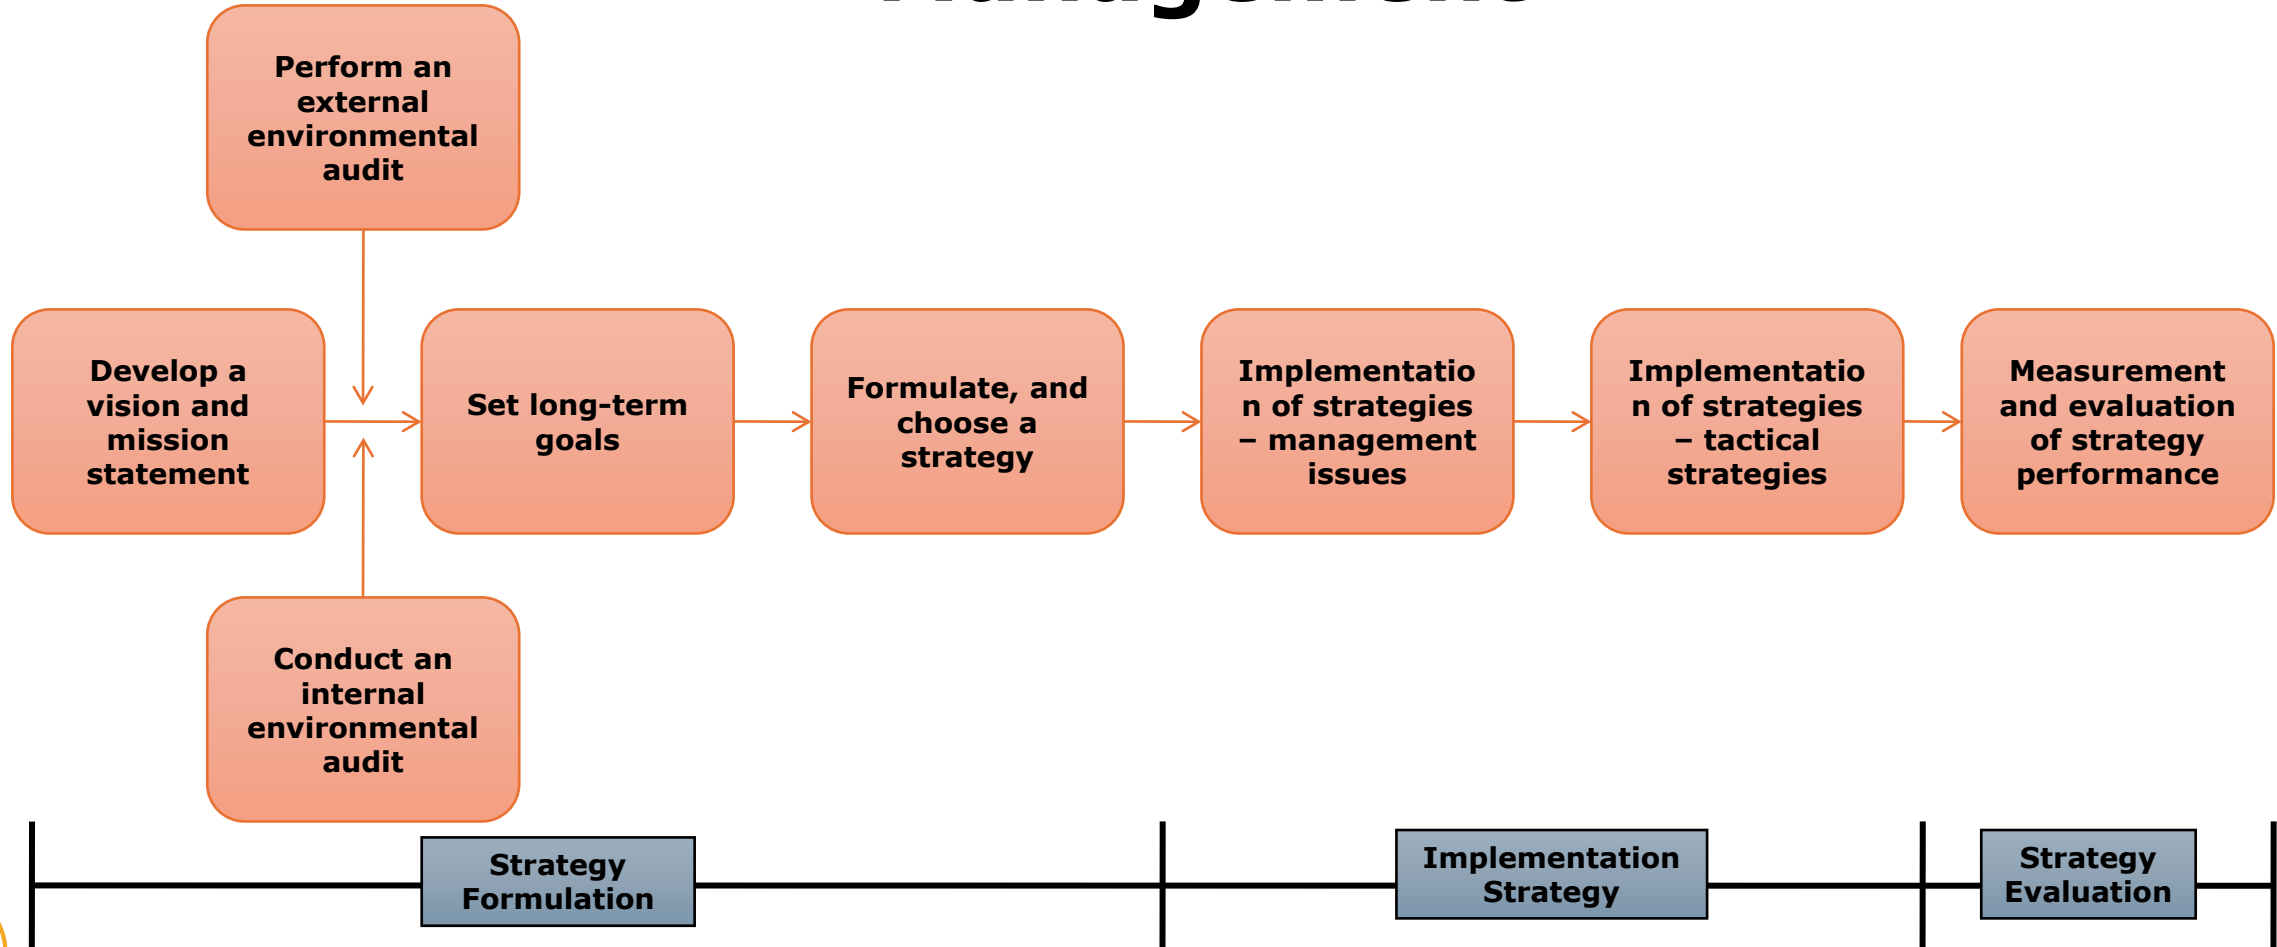 Perform an
external
environmental
audit
Develop a
vision and
mission
statement
Set long-term
goals
Formulate, and
choose a
strategy
Implementatio
n of strategies
– management
issues
Implementatio
n of strategies
– tactical
strategies
Measurement
and evaluation
of strategy
performance
Conduct an
internal
environmental
audit
Strategy
Formulation
Implementation
Strategy
Strategy
Evaluation